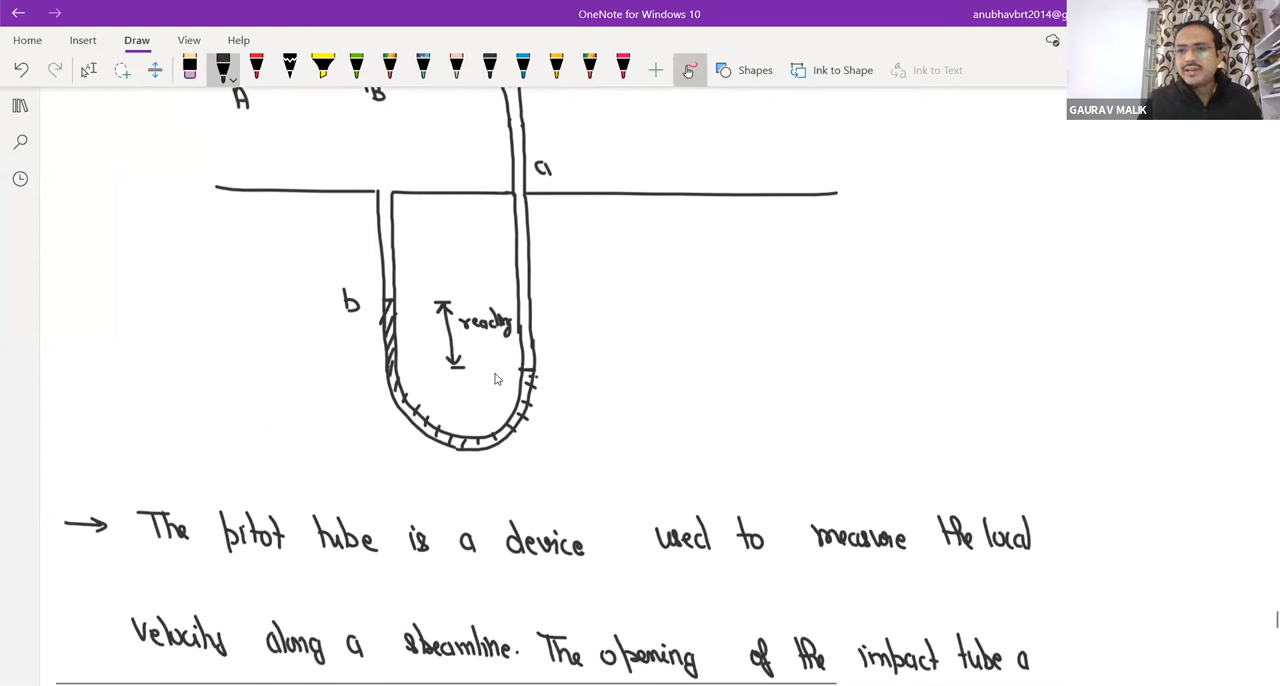 OneNote for Windows 10
anubhavbrt2014@g
Home Insert Draw View Help
Shapes Ink to Shape Ink to Text
GAURAV MALIK
A B
a
b
reading
→ The pitot tube is a device used to measure the local
velocity along a streamline. The opening of the impact tube a